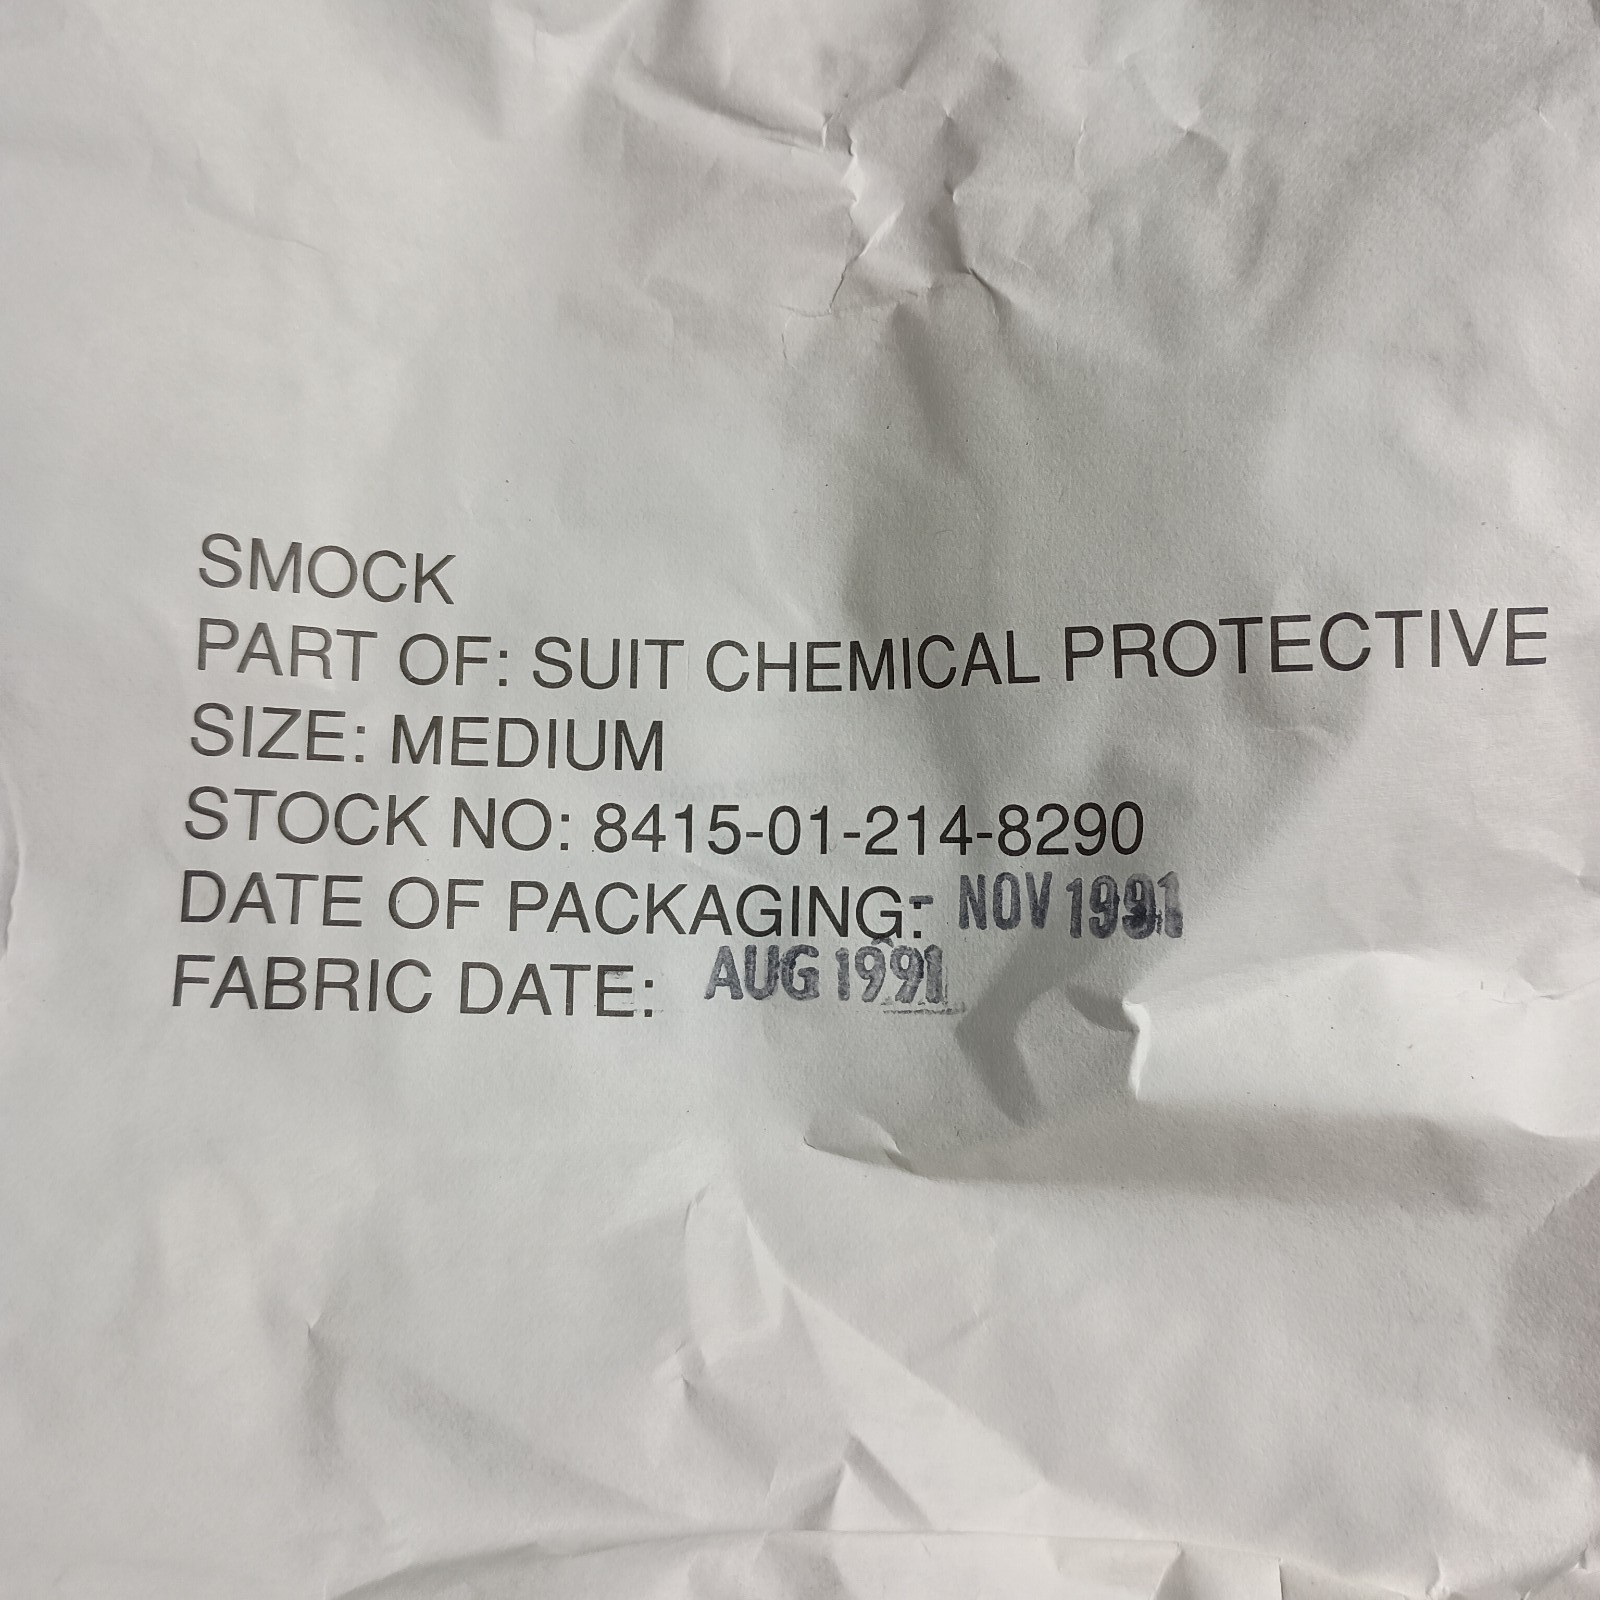 SMOCK
PART OF: SUIT CHEMICAL PROTECTIVE
SIZE: MEDIUM
STOCK NO: 8415-01-214-8290
DATE OF PACKAGING: NOV 1991
FABRIC DATE: AUG 1991